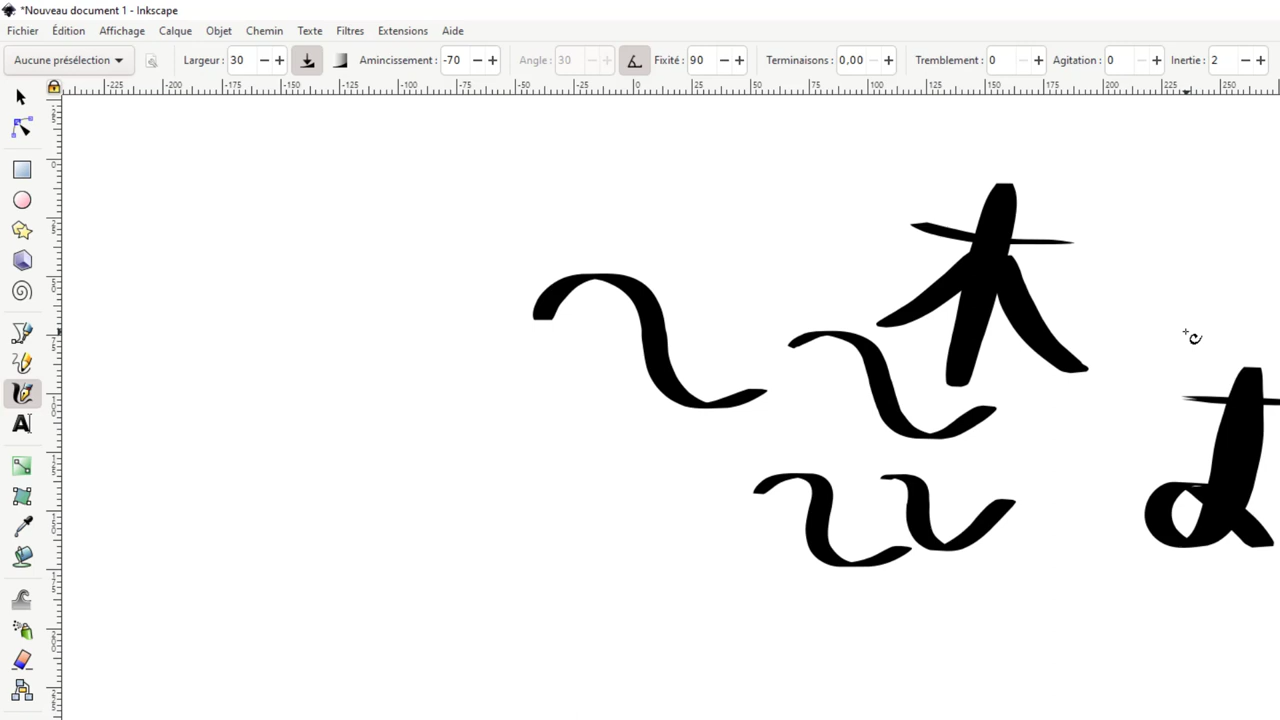 *Nouveau document 1 - Inkscape
Fichier Édition Affichage Calque Objet Chemin Texte Filtres Extensions Aide
Aucune présélection Largeur : 30 Amincissement : -70 Angle : 30 Fixité : 90 Terminaisons : 0,00 Tremblement : 0 Agitation : 0 Inertie : 2
-225 -200 -175 -150 -125 -100 -75 -50 -25 0 25 50 75 100 125 150 175 200 225 250
木